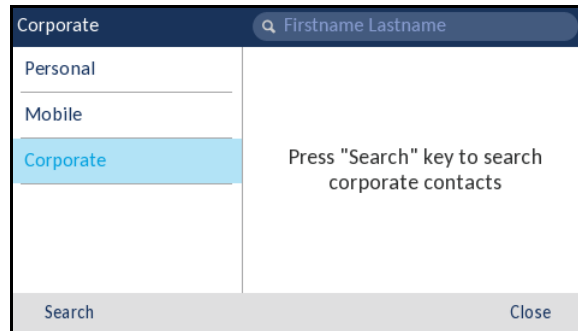 Corporate
Firstname Lastname
Personal
Mobile
Corporate
Press "Search" key to search
corporate contacts
Search
Close